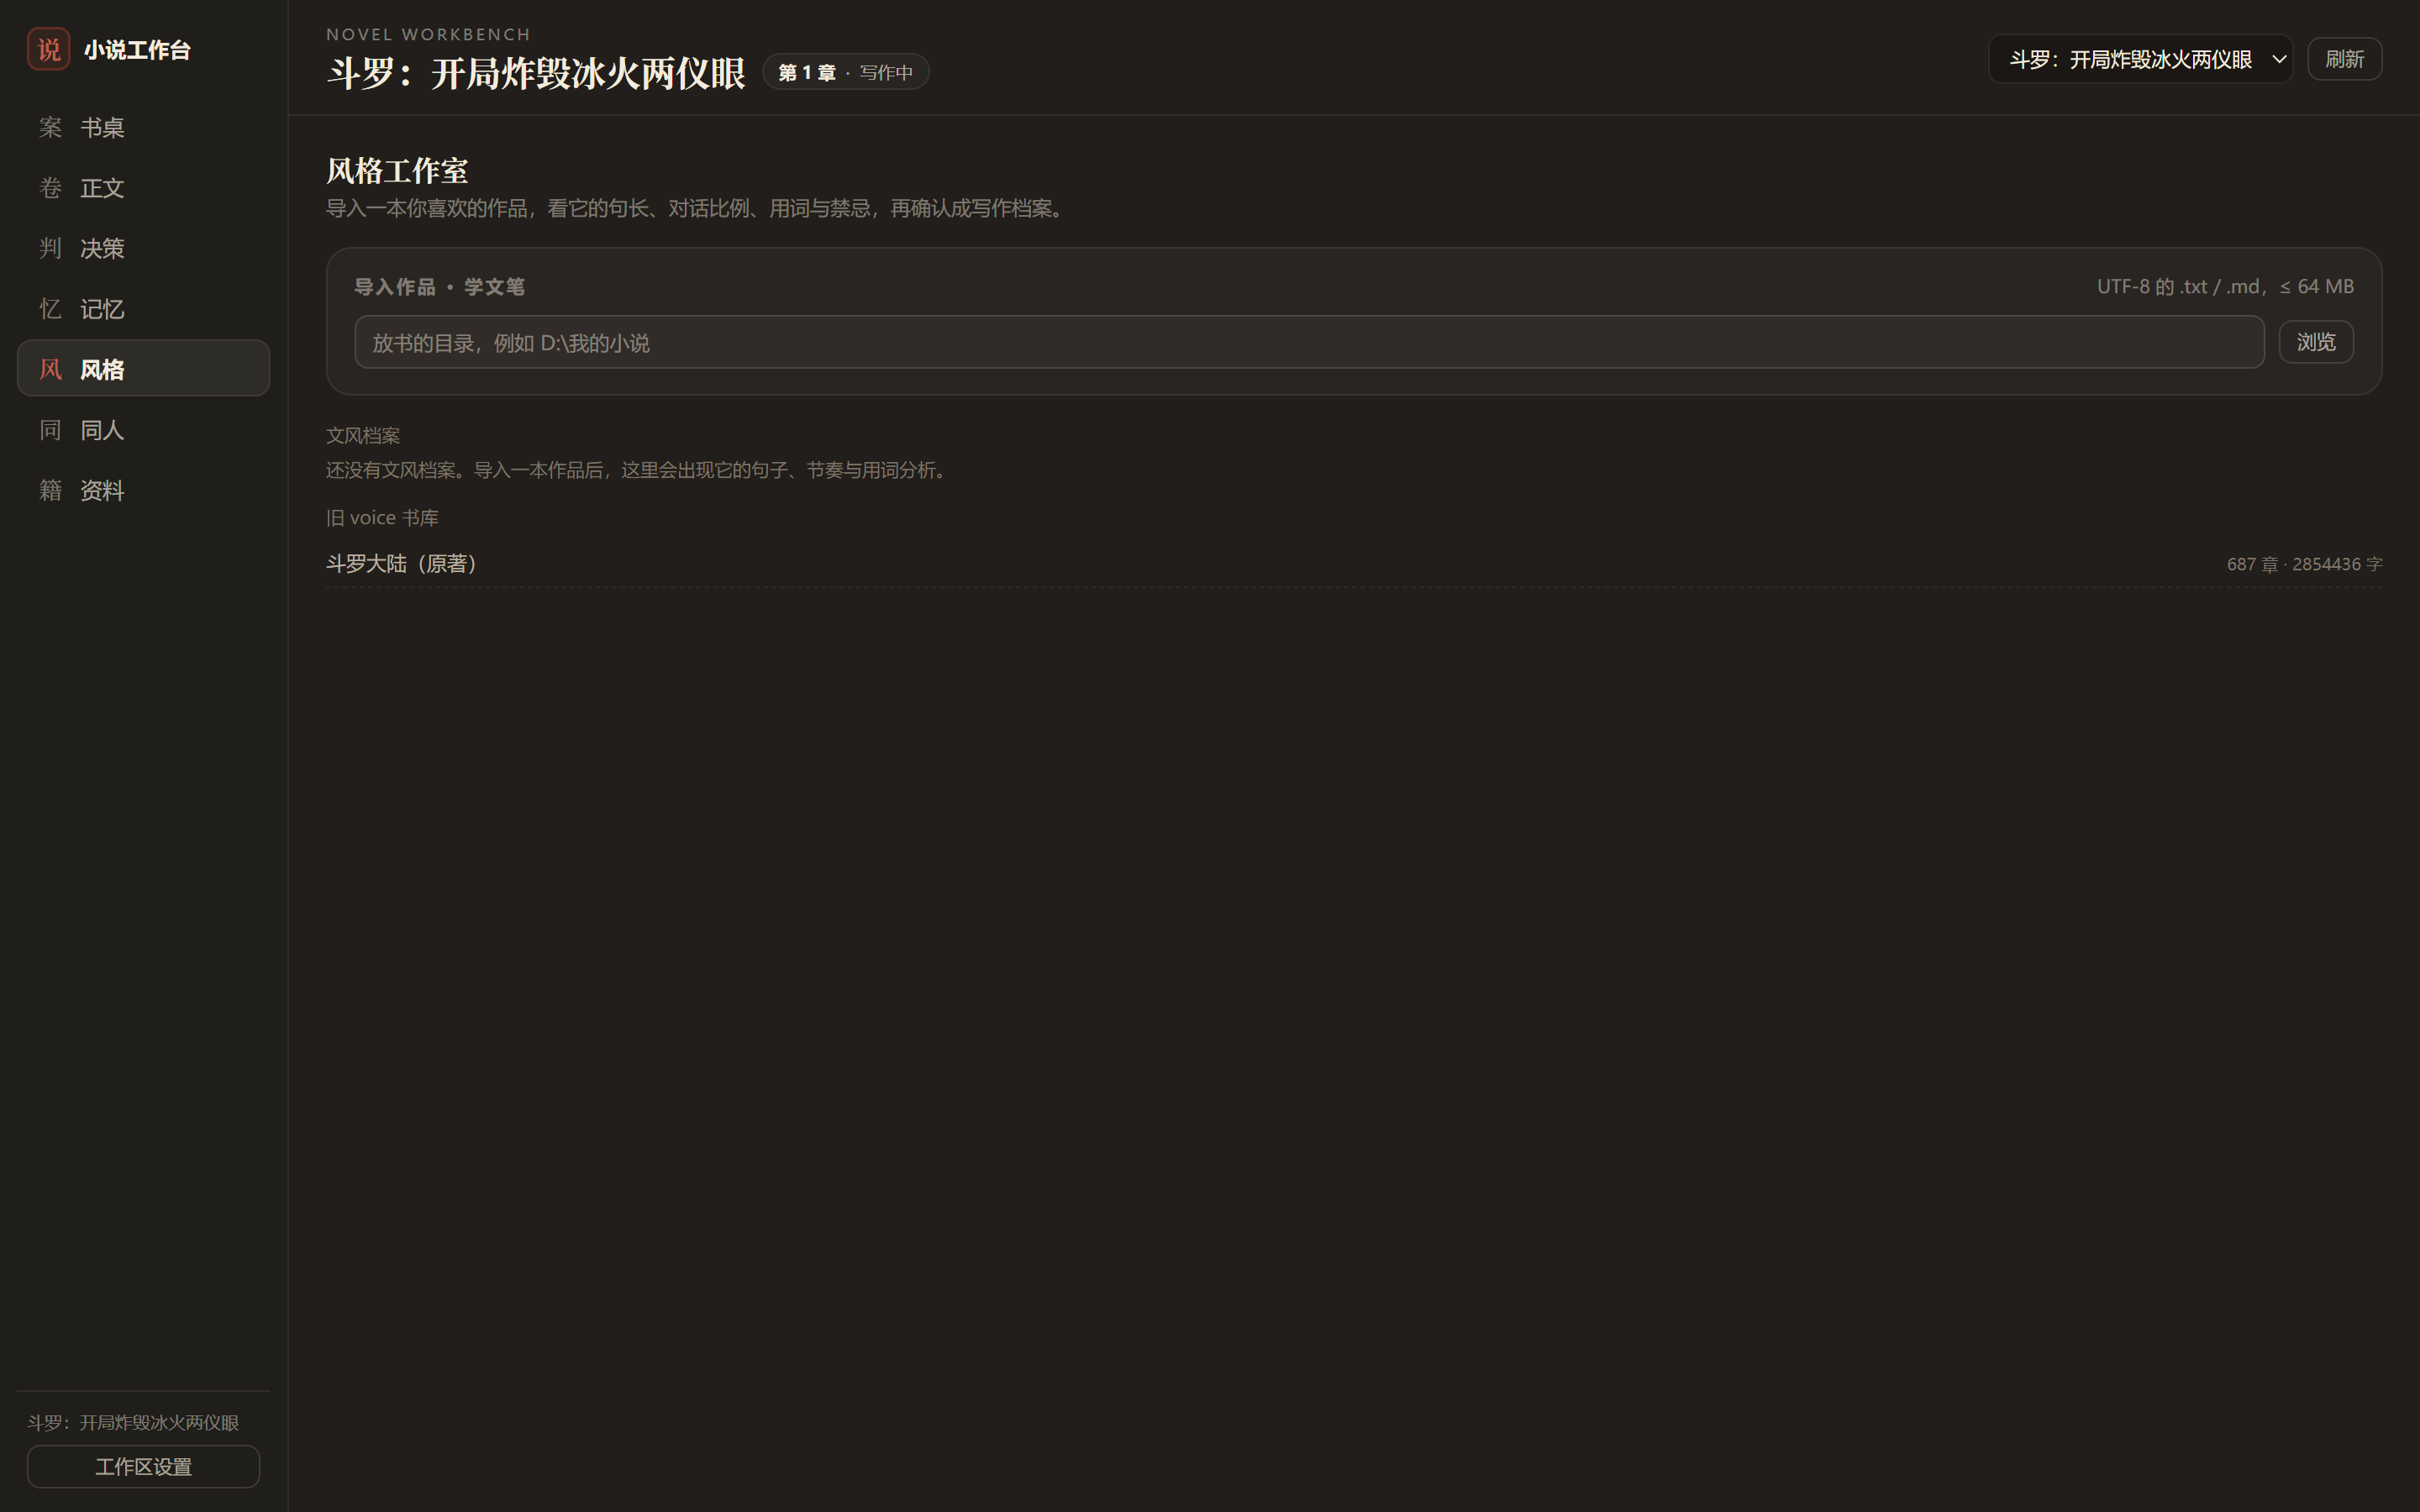 说 小说工作台
案 书桌
卷 正文
判 决策
忆 记忆
风 风格
同 同人
籍 资料
斗罗：开局炸毁冰火两仪眼
工作区设置
NOVEL WORKBENCH
斗罗：开局炸毁冰火两仪眼 第 1 章 · 写作中
斗罗：开局炸毁冰火两仪眼 刷新
风格工作室
导入一本你喜欢的作品，看它的句长、对话比例、用词与禁忌，再确认成写作档案。
导入作品 · 学文笔 UTF-8 的 .txt / .md，≤ 64 MB
放书的目录，例如 D:\我的小说 浏览
文风档案
还没有文风档案。导入一本作品后，这里会出现它的句子、节奏与用词分析。
旧 voice 书库
斗罗大陆（原著） 687 章 · 2854436 字